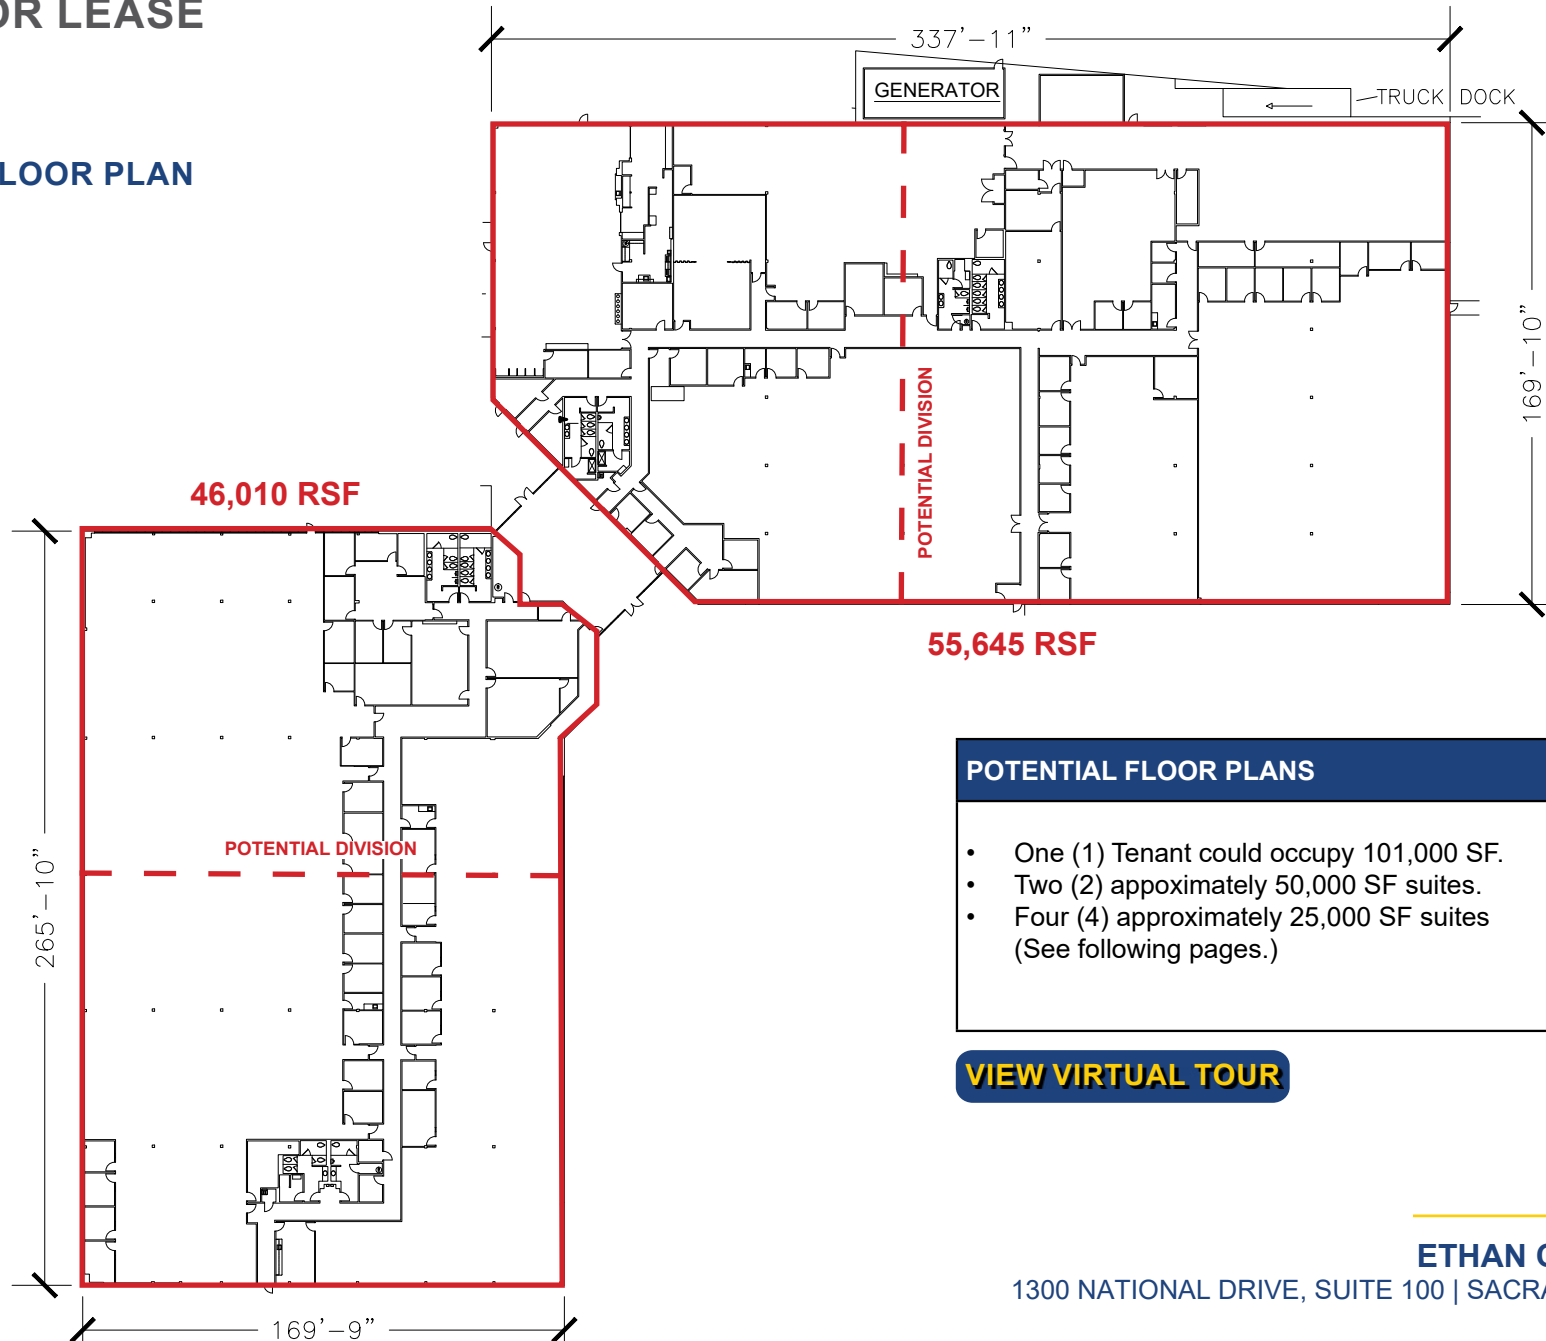 OR LEASE
LOOR PLAN
337'-11"
GENERATOR
TRUCK DOCK
169'-10"
POTENTIAL DIVISION
46,010 RSF
55,645 RSF
POTENTIAL DIVISION
265'-10"
169'-9"
POTENTIAL FLOOR PLANS
• One (1) Tenant could occupy 101,000 SF.
• Two (2) appoximately 50,000 SF suites.
• Four (4) approximately 25,000 SF suites
(See following pages.)
VIEW VIRTUAL TOUR
ETHAN
1300 NATIONAL DRIVE, SUITE 100 | SACRA